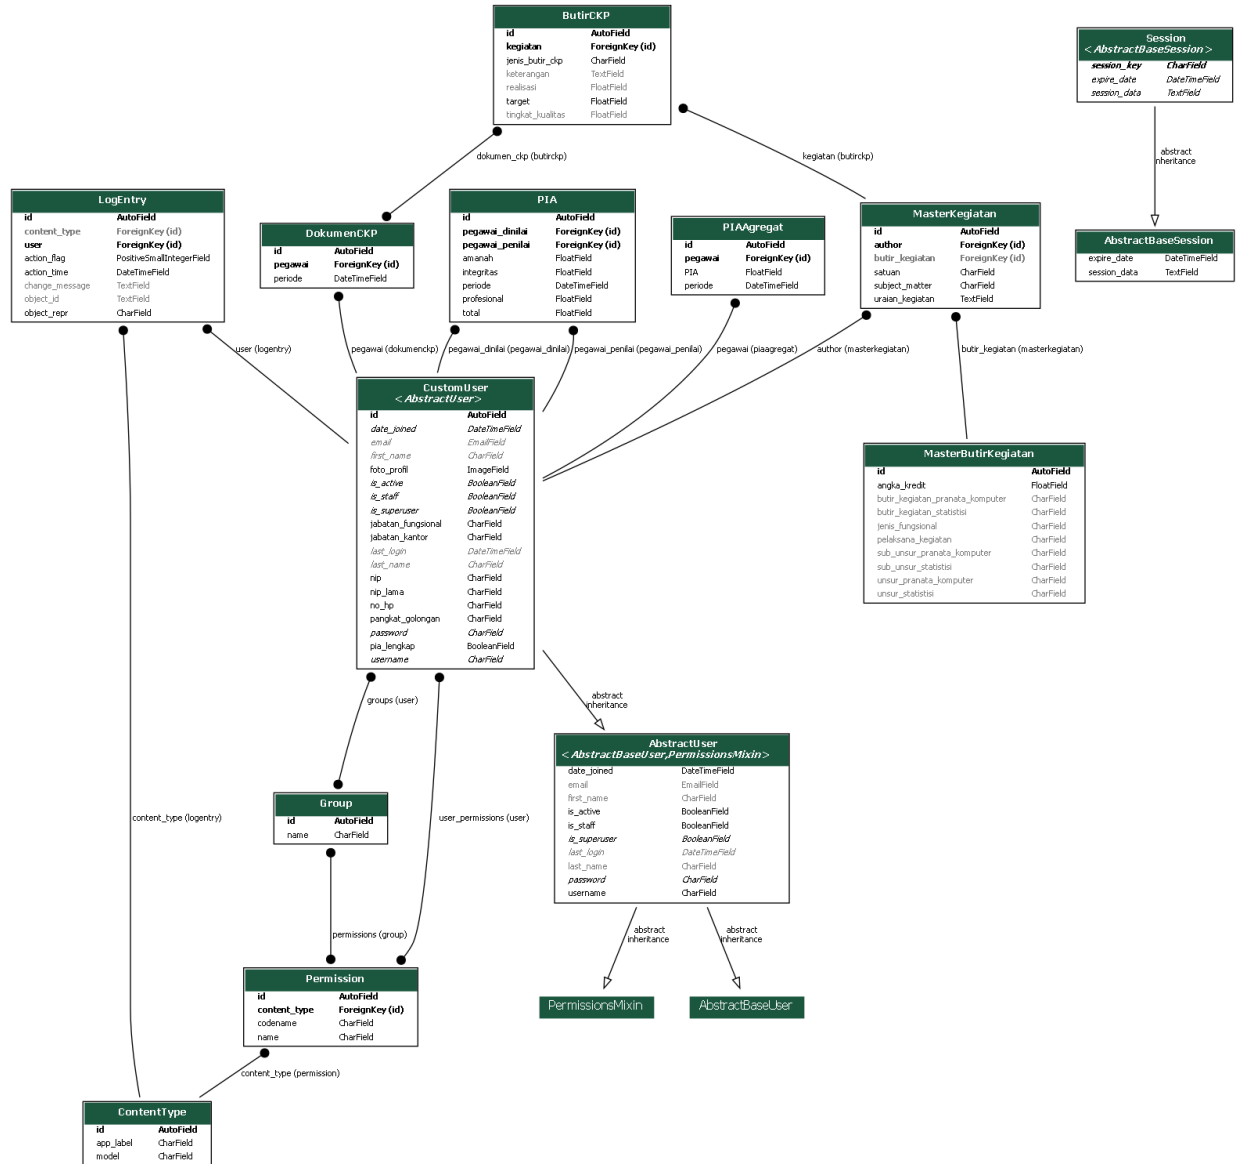 ButirCKP
id AutoField
kegiatan ForeignKey (id)
jenis_butir_ckp CharField
keterangan TextField
realisasi FloatField
target FloatField
tingkat_kualitas FloatField
Session
<AbstractBaseSession>
session_key CharField
expire_date DateTimeField
session_data TextField
dokumen_ckp (butirckp)
kegiatan (butirckp)
abstract
inheritance
LogEntry
id AutoField
content_type ForeignKey (id)
user ForeignKey (id)
action_flag PositiveSmallIntegerField
action_time DateTimeField
change_message TextField
object_id TextField
object_repr CharField
DokumenCKP
id AutoField
pegawai ForeignKey (id)
periode DateTimeField
PIA
id AutoField
pegawai_dinilai ForeignKey (id)
pegawai_penilai ForeignKey (id)
amanah FloatField
integritas FloatField
periode DateTimeField
profesional FloatField
total FloatField
PIAAgregat
id AutoField
pegawai ForeignKey (id)
PIA FloatField
periode DateTimeField
MasterKegiatan
id AutoField
author ForeignKey (id)
butir_kegiatan ForeignKey (id)
satuan CharField
subject_matter CharField
uraian_kegiatan TextField
AbstractBaseSession
expire_date DateTimeField
session_data TextField
user (logentry)
pegawai (dokumenckp)
pegawai_dinilai (pegawai_dinilai)
pegawai_penilai (pegawai_penilai)
pegawai (piaagregat)
author (masterkegiatan)
butir_kegiatan (masterkegiatan)
CustomUser
<AbstractUser>
id AutoField
date_joined DateTimeField
email EmailField
first_name CharField
foto_profil ImageField
is_active BooleanField
is_staff BooleanField
is_superuser BooleanField
jabatan_fungsional CharField
jabatan_kantor CharField
last_login DateTimeField
last_name CharField
nip CharField
nip_lama CharField
no_hp CharField
pangkat_golongan CharField
password CharField
pia_lengkap BooleanField
username CharField
MasterButirKegiatan
id AutoField
angka_kredit FloatField
butir_kegiatan_pranata_komputer CharField
butir_kegiatan_statistisi CharField
jenis_fungsional CharField
pelaksana_kegiatan CharField
sub_unsur_pranata_komputer CharField
sub_unsur_statistisi CharField
unsur_pranata_komputer CharField
unsur_statistisi CharField
groups (user)
abstract
inheritance
AbstractUser
<AbstractBaseUser,PermissionsMixin>
date_joined DateTimeField
email EmailField
first_name CharField
is_active BooleanField
is_staff BooleanField
is_superuser BooleanField
last_login DateTimeField
last_name CharField
password CharField
username CharField
Group
id AutoField
name CharField
content_type (logentry)
user_permissions (user)
permissions (group)
abstract
inheritance
abstract
inheritance
Permission
id AutoField
content_type ForeignKey (id)
codename CharField
name CharField
PermissionsMixin
AbstractBaseUser
content_type (permission)
ContentType
id AutoField
app_label CharField
model CharField